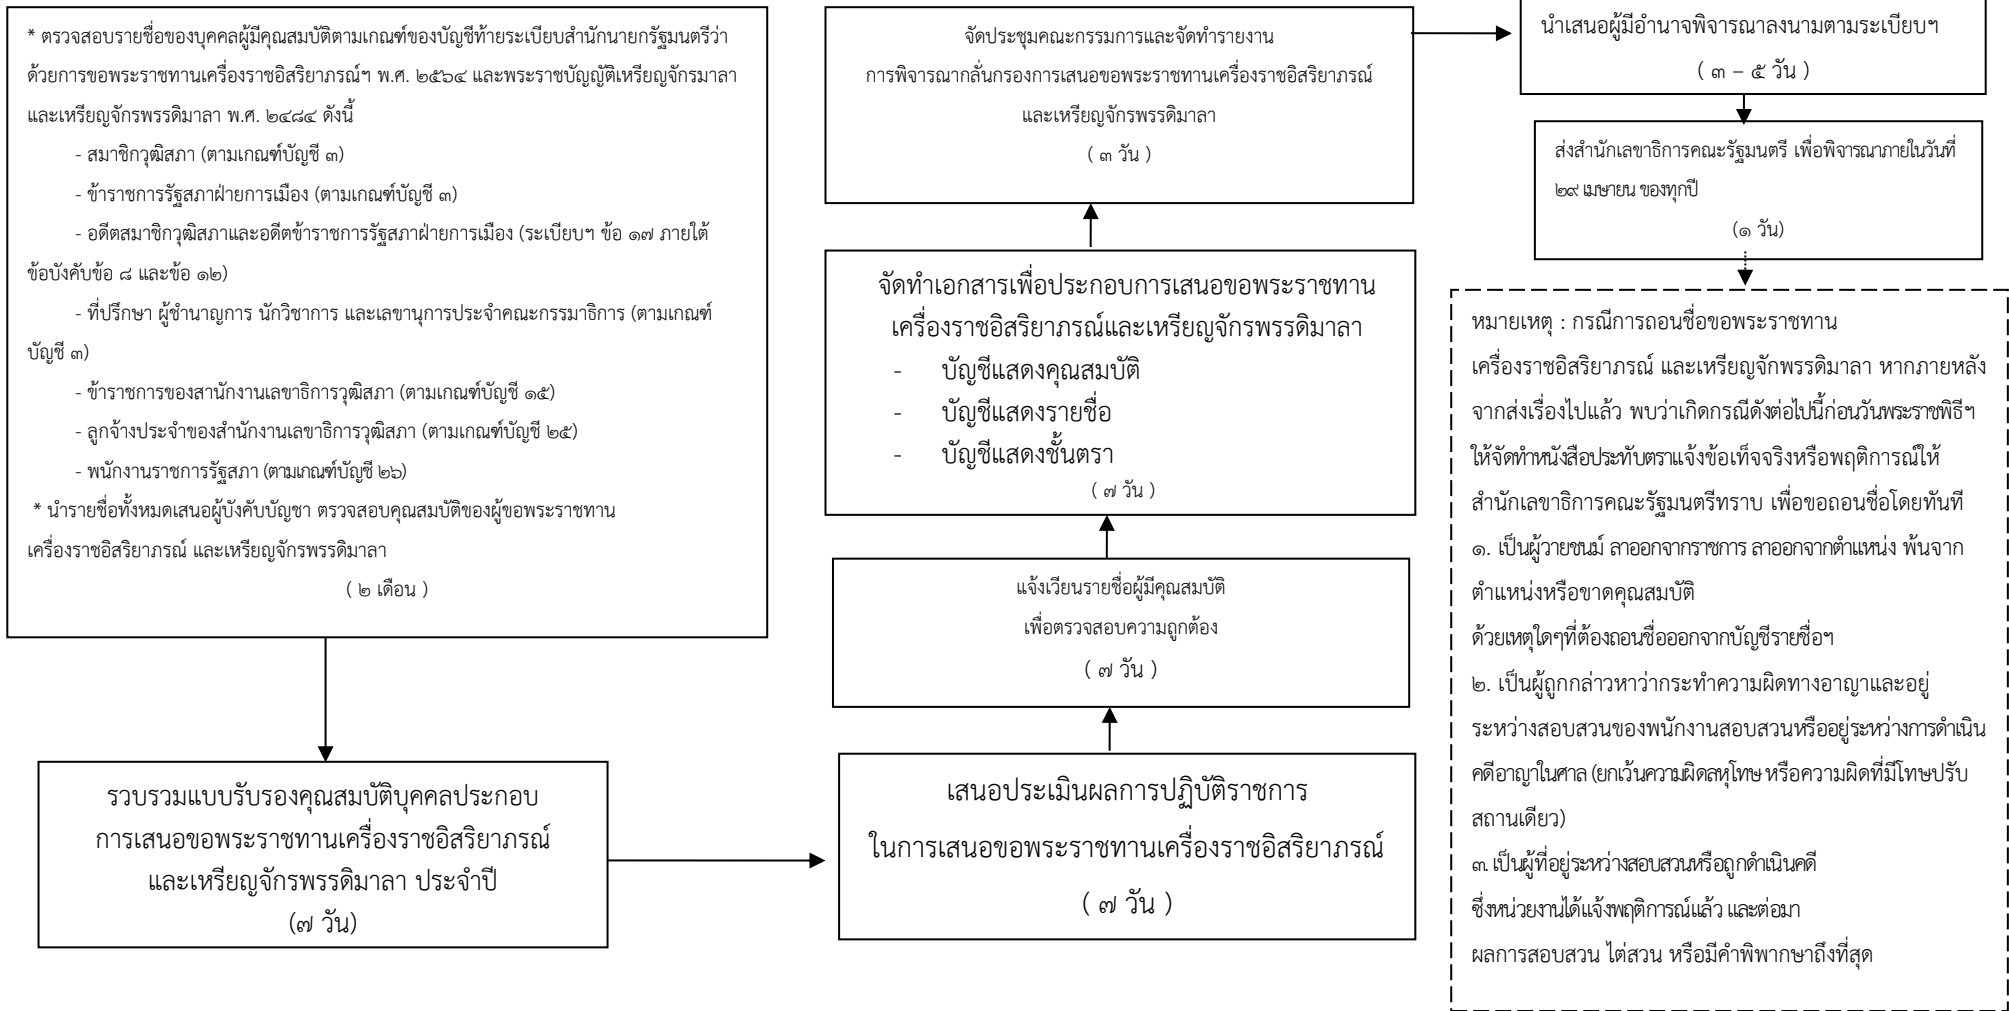 * ตรวจสอบรายชื่อของบุคคลผู้มีคุณสมบัติตามเกณฑ์ของบัญชีท้ายระเบียบสำนักนายกรัฐมนตรีว่า
ด้วยการขอพระราชทานเครื่องราชอิสริยาภรณ์ฯ พ.ศ. ๒๕๖๔ และพระราชบัญญัติเหรียญจักรมาลา
และเหรียญจักรพรรดิมาลา พ.ศ. ๒๔๘๔ ดังนี้
- สมาชิกวุฒิสภา (ตามเกณฑ์บัญชี ๓)
- ข้าราชการรัฐสภาฝ่ายการเมือง (ตามเกณฑ์บัญชี ๓)
- อดีตสมาชิกวุฒิสภาและอดีตข้าราชการรัฐสภาฝ่ายการเมือง (ระเบียบฯ ข้อ ๑๗ ภายใต้
ข้อบังคับข้อ ๘ และข้อ ๑๒)
- ที่ปรึกษา ผู้ชำนาญการ นักวิชาการ และเลขานุการประจำคณะกรรมาธิการ (ตามเกณฑ์
บัญชี ๓)
- ข้าราชการของสานักงานเลขาธิการวุฒิสภา (ตามเกณฑ์บัญชี ๑๕)
- ลูกจ้างประจำของสำนักงานเลขาธิการวุฒิสภา (ตามเกณฑ์บัญชี ๒๕)
- พนักงานราชการรัฐสภา (ตามเกณฑ์บัญชี ๒๖)
* นำรายชื่อทั้งหมดเสนอผู้บังคับบัญชา ตรวจสอบคุณสมบัติของผู้ขอพระราชทาน
เครื่องราชอิสริยาภรณ์ และเหรียญจักรพรรดิมาลา
( ๒ เดือน )
รวบรวมแบบรับรองคุณสมบัติบุคคลประกอบ
การเสนอขอพระราชทานเครื่องราชอิสริยาภรณ์
และเหรียญจักรพรรดิมาลา ประจำปี
(๗ วัน)
เสนอประเมินผลการปฏิบัติราชการ
ในการเสนอขอพระราชทานเครื่องราชอิสริยาภรณ์
( ๗ วัน )
แจ้งเวียนรายชื่อผู้มีคุณสมบัติ
เพื่อตรวจสอบความถูกต้อง
( ๗ วัน )
จัดทำเอกสารเพื่อประกอบการเสนอขอพระราชทาน
เครื่องราชอิสริยาภรณ์และเหรียญจักรพรรดิมาลา
- บัญชีแสดงคุณสมบัติ
- บัญชีแสดงรายชื่อ
- บัญชีแสดงชั้นตรา
( ๗ วัน )
จัดประชุมคณะกรรมการและจัดทำรายงาน
การพิจารณากลั่นกรองการเสนอขอพระราชทานเครื่องราชอิสริยาภรณ์
และเหรียญจักรพรรดิมาลา
( ๓ วัน )
นำเสนอผู้มีอำนาจพิจารณาลงนามตามระเบียบฯ
( ๓ – ๕ วัน )
ส่งสำนักเลขาธิการคณะรัฐมนตรี เพื่อพิจารณาภายในวันที่
๒๙ เมษายน ของทุกปี
(๑ วัน)
หมายเหตุ : กรณีการถอนชื่อขอพระราชทาน
เครื่องราชอิสริยาภรณ์ และเหรียญจักพรรดิมาลา หากภายหลัง
จากส่งเรื่องไปแล้ว พบว่าเกิดกรณีดังต่อไปนี้ก่อนวันพระราชพิธีฯ
ให้จัดทำหนังสือประทับตราแจ้งข้อเท็จจริงหรือพฤติการณ์ให้
สำนักเลขาธิการคณะรัฐมนตรีทราบ เพื่อขอถอนชื่อโดยทันที
๑. เป็นผู้วายชนม์ ลาออกจากราชการ ลาออกจากตำแหน่ง พ้นจาก
ตำแหน่งหรือขาดคุณสมบัติ
ด้วยเหตุใดๆที่ต้องถอนชื่อออกจากบัญชีรายชื่อฯ
๒. เป็นผู้ถูกกล่าวหาว่ากระทำความผิดทางอาญาและอยู่
ระหว่างสอบสวนของพนักงานสอบสวนหรืออยู่ระหว่างการดำเนิน
คดีอาญาในศาล (ยกเว้นความผิดลหุโทษ หรือความผิดที่มีโทษปรับ
สถานเดียว)
๓. เป็นผู้ที่อยู่ระหว่างสอบสวนหรือถูกดำเนินคดี
ซึ่งหน่วยงานได้แจ้งพฤติการณ์แล้ว และต่อมา
ผลการสอบสวน ไต่สวน หรือมีคำพิพากษาถึงที่สุด